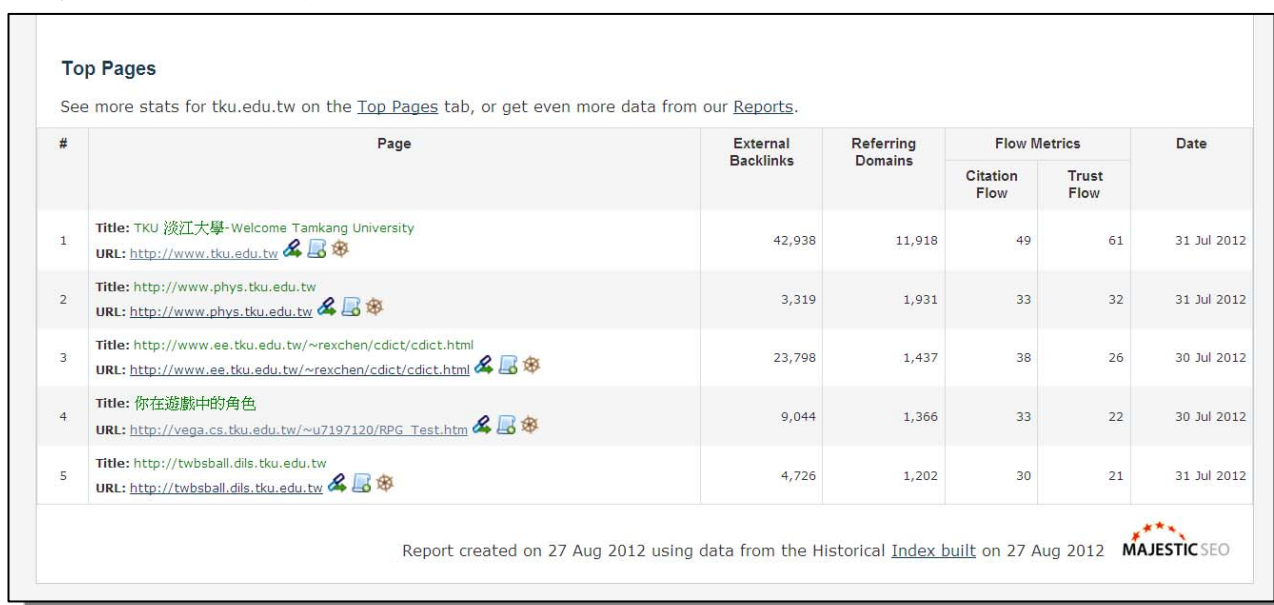 Top Pages
See more stats for tku.edu.tw on the Top Pages tab, or get even more data from our Reports.
# Page External Backlinks Referring Domains Flow Metrics Date
Citation Flow Trust Flow
1 Title: TKU 淡江大學-Welcome Tamkang University
URL: http://www.tku.edu.tw 42,938 11,918 49 61 31 Jul 2012
2 Title: http://www.phys.tku.edu.tw
URL: http://www.phys.tku.edu.tw 3,319 1,931 33 32 31 Jul 2012
3 Title: http://www.ee.tku.edu.tw/~rexchen/cdict/cdict.html
URL: http://www.ee.tku.edu.tw/~rexchen/cdict/cdict.html 23,798 1,437 38 26 30 Jul 2012
4 Title: 你在遊戲中的角色
URL: http://vega.cs.tku.edu.tw/~u7197120/RPG_Test.htm 9,044 1,366 33 22 30 Jul 2012
5 Title: http://twbsball.dils.tku.edu.tw
URL: http://twbsball.dils.tku.edu.tw 4,726 1,202 30 21 31 Jul 2012
Report created on 27 Aug 2012 using data from the Historical Index built on 27 Aug 2012 MAJESTICSEO